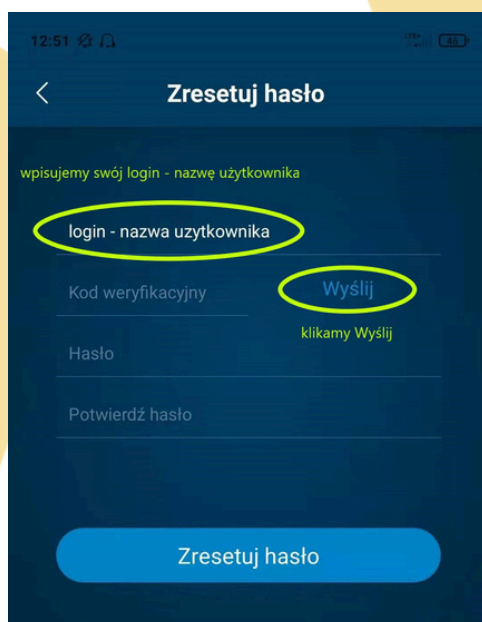 12:51
46
Zresetuj hasło
wpisujemy swój login - nazwę użytkownika
login - nazwa uzytkownika
Kod weryfikacyjny
Wyślij
klikamy Wyślij
Hasło
Potwierdź hasło
Zresetuj hasło